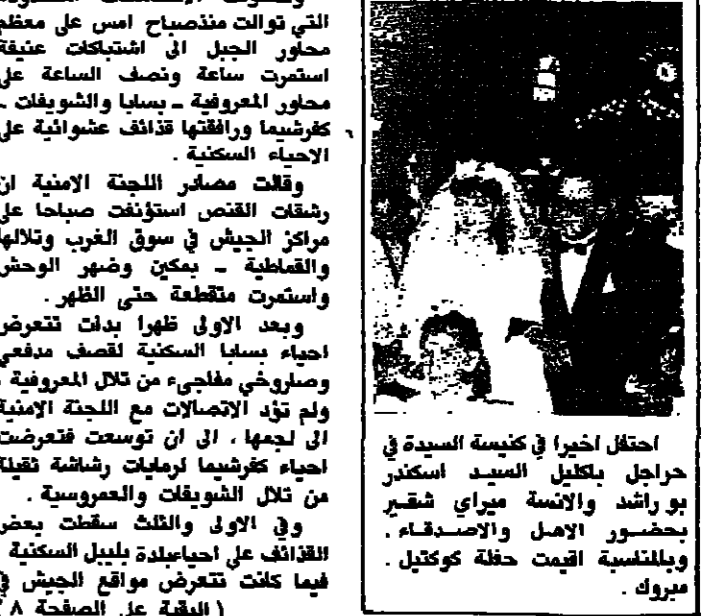 التي توالت منذصباح امس على معظم
محاور الجبل الى اشتباكات عنيفة
استمرت ساعة ونصف الساعة على
محاور المعروفية ـ بسابا والشويفات ـ
كفرشيما ورافقتها قذائف عشوائية على
الاحياء السكنية .
وقالت مصادر اللجنة الامنية ان
رشقات القنص استؤنفت صباحا على
مراكز الجيش في سوق الغرب وتلالها
والقماطية ـ بمكين وضهر الوحش
واستمرت متقطعة حتى الظهر .
وبعد الاولى ظهرا بدات تتعرض
احياء بسابا السكنية لقصف مدفعي
وصاروخي مفاجىء من تلال المعروفية .
ولم تؤد الاتصالات مع اللجنة الامنية
الى لجمها ، الى ان توسعت فتعرضت
احياء كفرشيما لرمايات رشاشة ثقيلة
من تلال الشويفات والعمروسية .
وفي الاولى والثلث سقطت بعض
القذائف على احياءبلدة بليبل السكنية
فيما كانت تتعرض مواقع الجيش في
( البقية على الصفحة ٨ )
احتفل اخيرا في كنيسة السيدة في
حراجل باكليل السيد اسكندر
بو راشد والانسة ميراي شقير
بحضور الاهل والاصدقاء .
وبالمناسبة اقيمت حفلة كوكتيل .
مبروك .